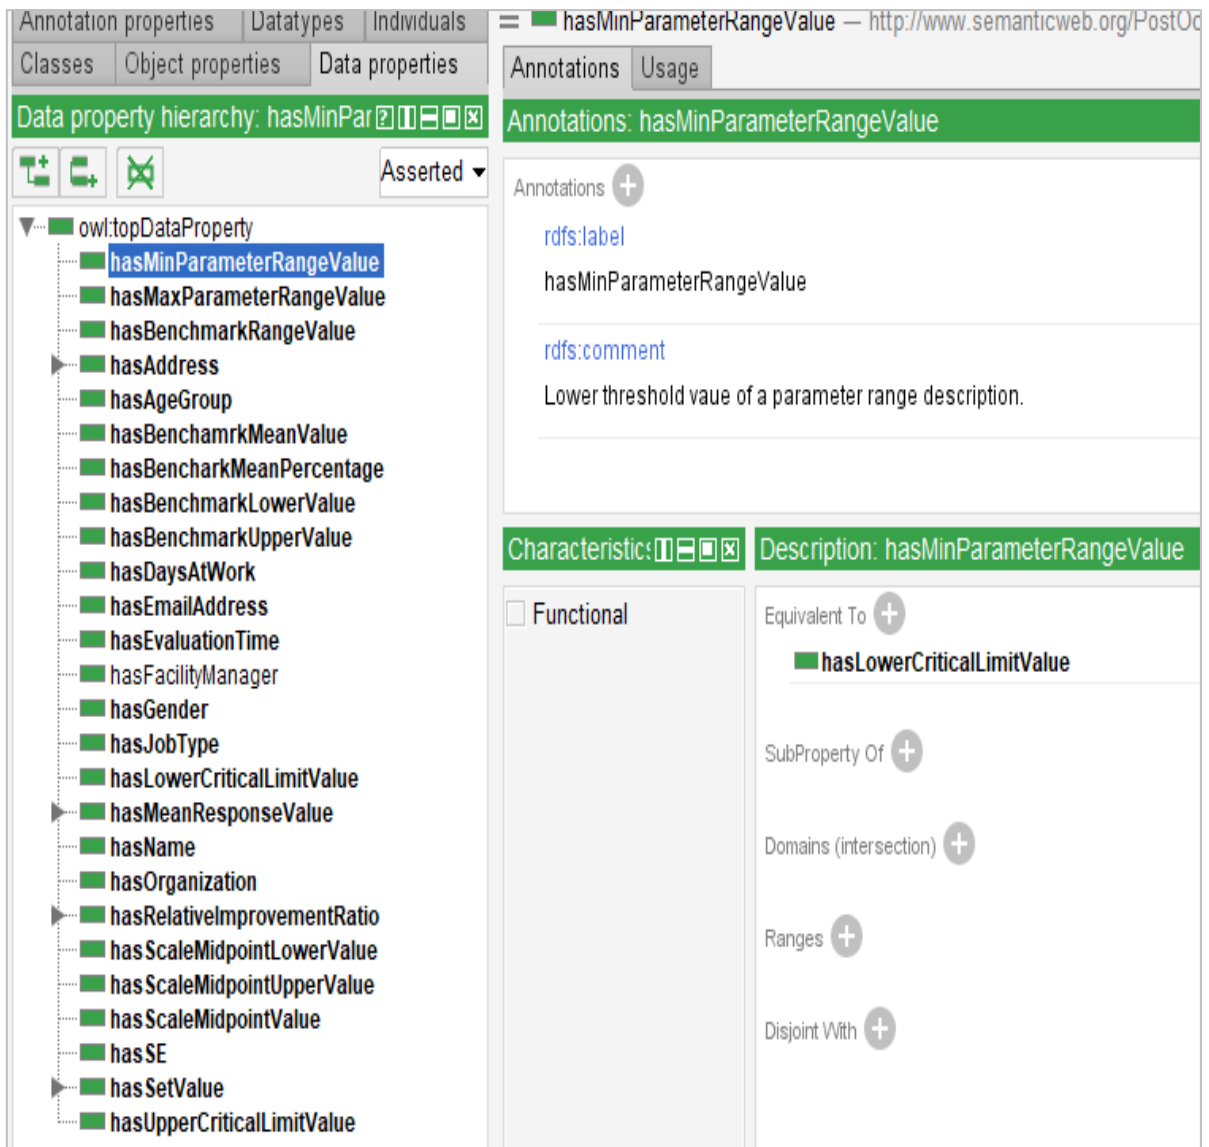 Annotation properties Datatypes Individuals
Classes Object properties Data properties
Data property hierarchy: hasMinPar
Asserted
owl:topDataProperty
hasMinParameterRangeValue
hasMaxParameterRangeValue
hasBenchmarkRangeValue
hasAddress
hasAgeGroup
hasBenchamrkMeanValue
hasBencharkMeanPercentage
hasBenchmarkLowerValue
hasBenchmarkUpperValue
hasDaysAtWork
hasEmailAddress
hasEvaluationTime
hasFacilityManager
hasGender
hasJobType
hasLowerCriticalLimitValue
hasMeanResponseValue
hasName
hasOrganization
hasRelativeImprovementRatio
hasScaleMidpointLowerValue
hasScaleMidpointUpperValue
hasScaleMidpointValue
hasSE
hasSetValue
hasUpperCriticalLimitValue
hasMinParameterRangeValue — http://www.semanticweb.org/PostOc
Annotations Usage
Annotations: hasMinParameterRangeValue
Annotations
rdfs:label
hasMinParameterRangeValue
rdfs:comment
Lower threshold vaue of a parameter range description.
Characteristics
Functional
Description: hasMinParameterRangeValue
Equivalent To
hasLowerCriticalLimitValue
SubProperty Of
Domains (intersection)
Ranges
Disjoint With